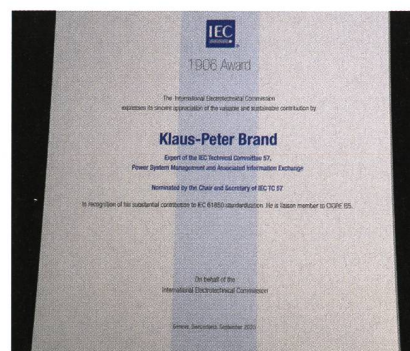 IEC
1906 Award
The International Electrotechnical Commission
expresses its sincere appreciation of the valuable and sustainable contribution by
Klaus-Peter Brand
Expert of the IEC Technical Committee 57,
Power System Management and Associated Information Exchange
Nominated by the Chair and Secretary of IEC TC 57
In recognition of his substantial contribution to IEC 61850 standardization. He is liaison member to CIGRE B5.
On behalf of the
International Electrotechnical Commission
Geneva, Switzerland, September